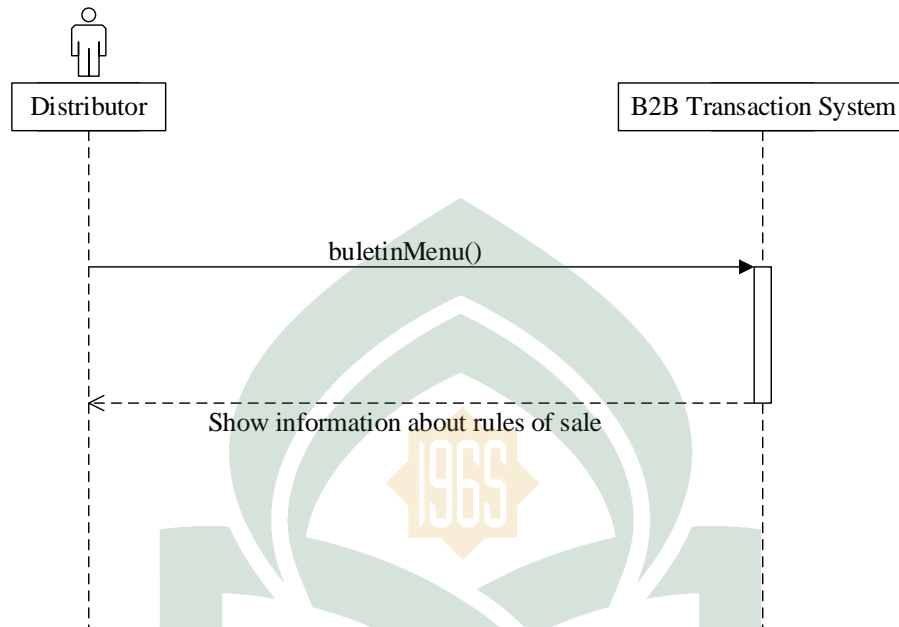 Distributor
B2B Transaction System
buletinMenu()
Show information about rules of sale
1965